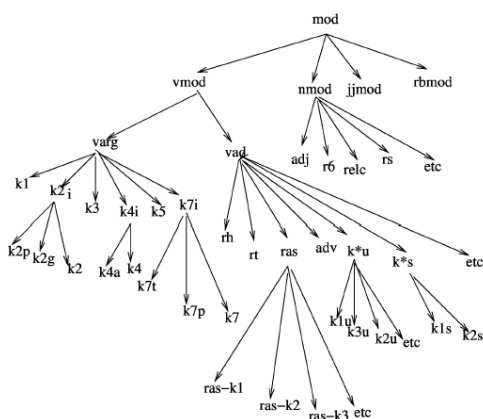 mod
vmod nmod jjmod rbmod
varg vad adj r6 relc rs etc
k1 k2i k3 k4i k5 k7i
rh rt ras adv k*u k*s etc
k2p k2g k2 k4a k4 k7t k7p k7
k1u k3u k2u etc k1s k2s
ras-k1 ras-k2 ras-k3 etc